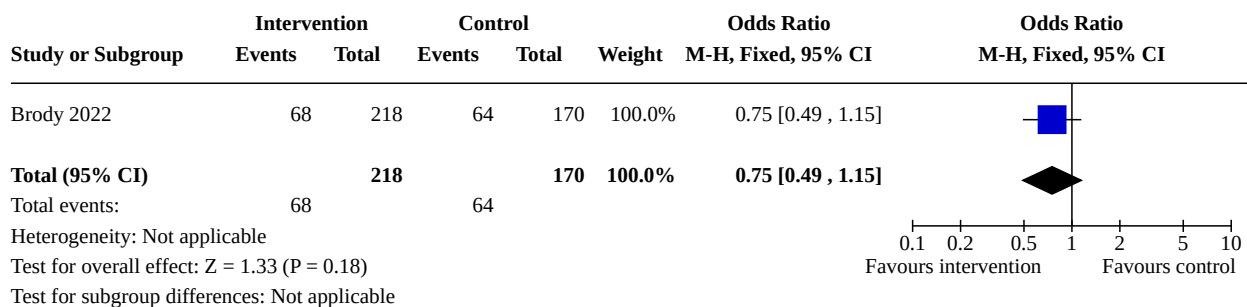 Intervention Control Odds Ratio Odds Ratio
Study or Subgroup Events Total Events Total Weight M-H, Fixed, 95% CI M-H, Fixed, 95% CI
Brody 2022 68 218 64 170 100.0% 0.75 [0.49 , 1.15]
Total (95% CI) 218 170 100.0% 0.75 [0.49 , 1.15]
Total events: 68 64
Heterogeneity: Not applicable
0.1 0.2 0.5 1 2 5 10
Test for overall effect: Z = 1.33 (P = 0.18) Favours intervention Favours control
Test for subgroup differences: Not applicable